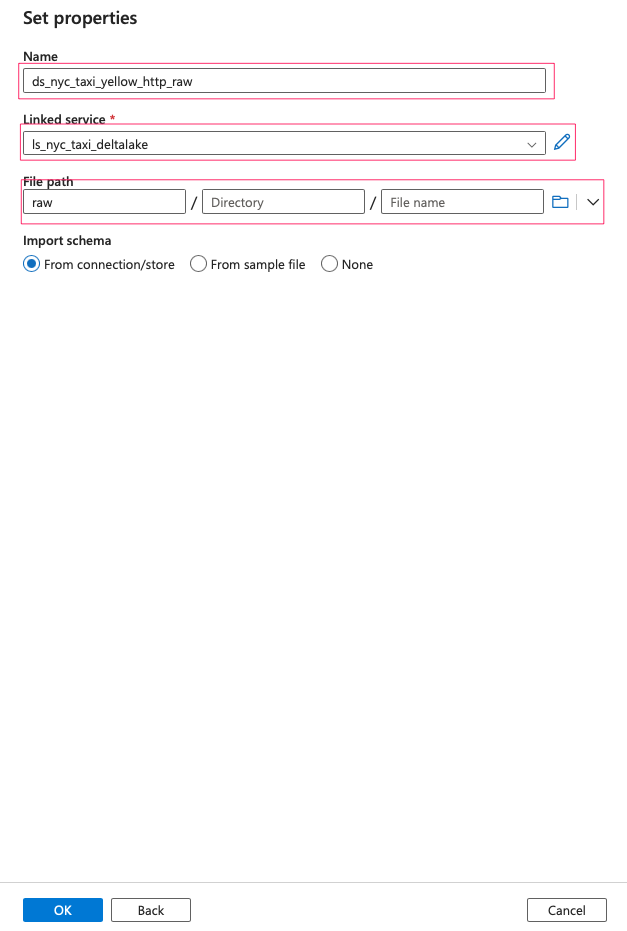 Set properties
Name
ds_nyc_taxi_yellow_http_raw
Linked service *
ls_nyc_taxi_deltalake
File path
raw / Directory / File name
Import schema
From connection/store From sample file None
OK Back Cancel